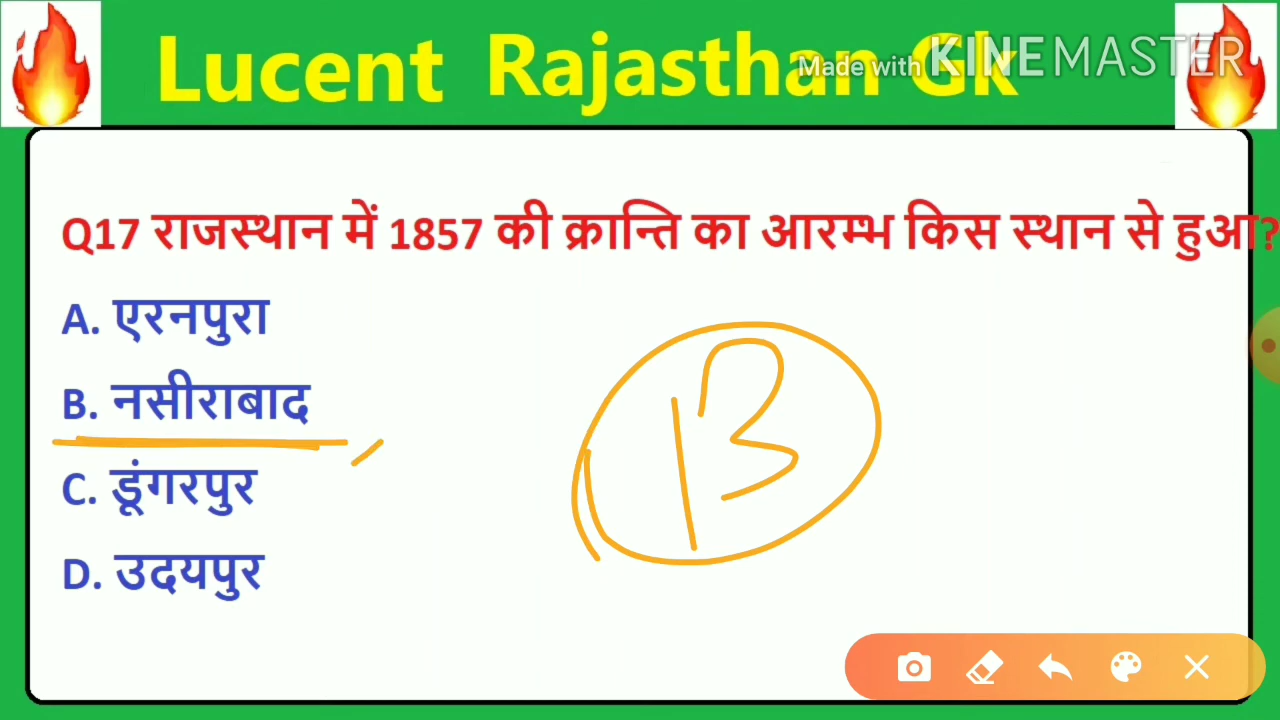 Lucent Rajasthan Gk
Made with KINEMASTER
Q17 राजस्थान में 1857 की क्रान्ति का आरम्भ किस स्थान से हुआ?
A. एरनपुरा
B. नसीराबाद
C. डूंगरपुर
D. उदयपुर
B